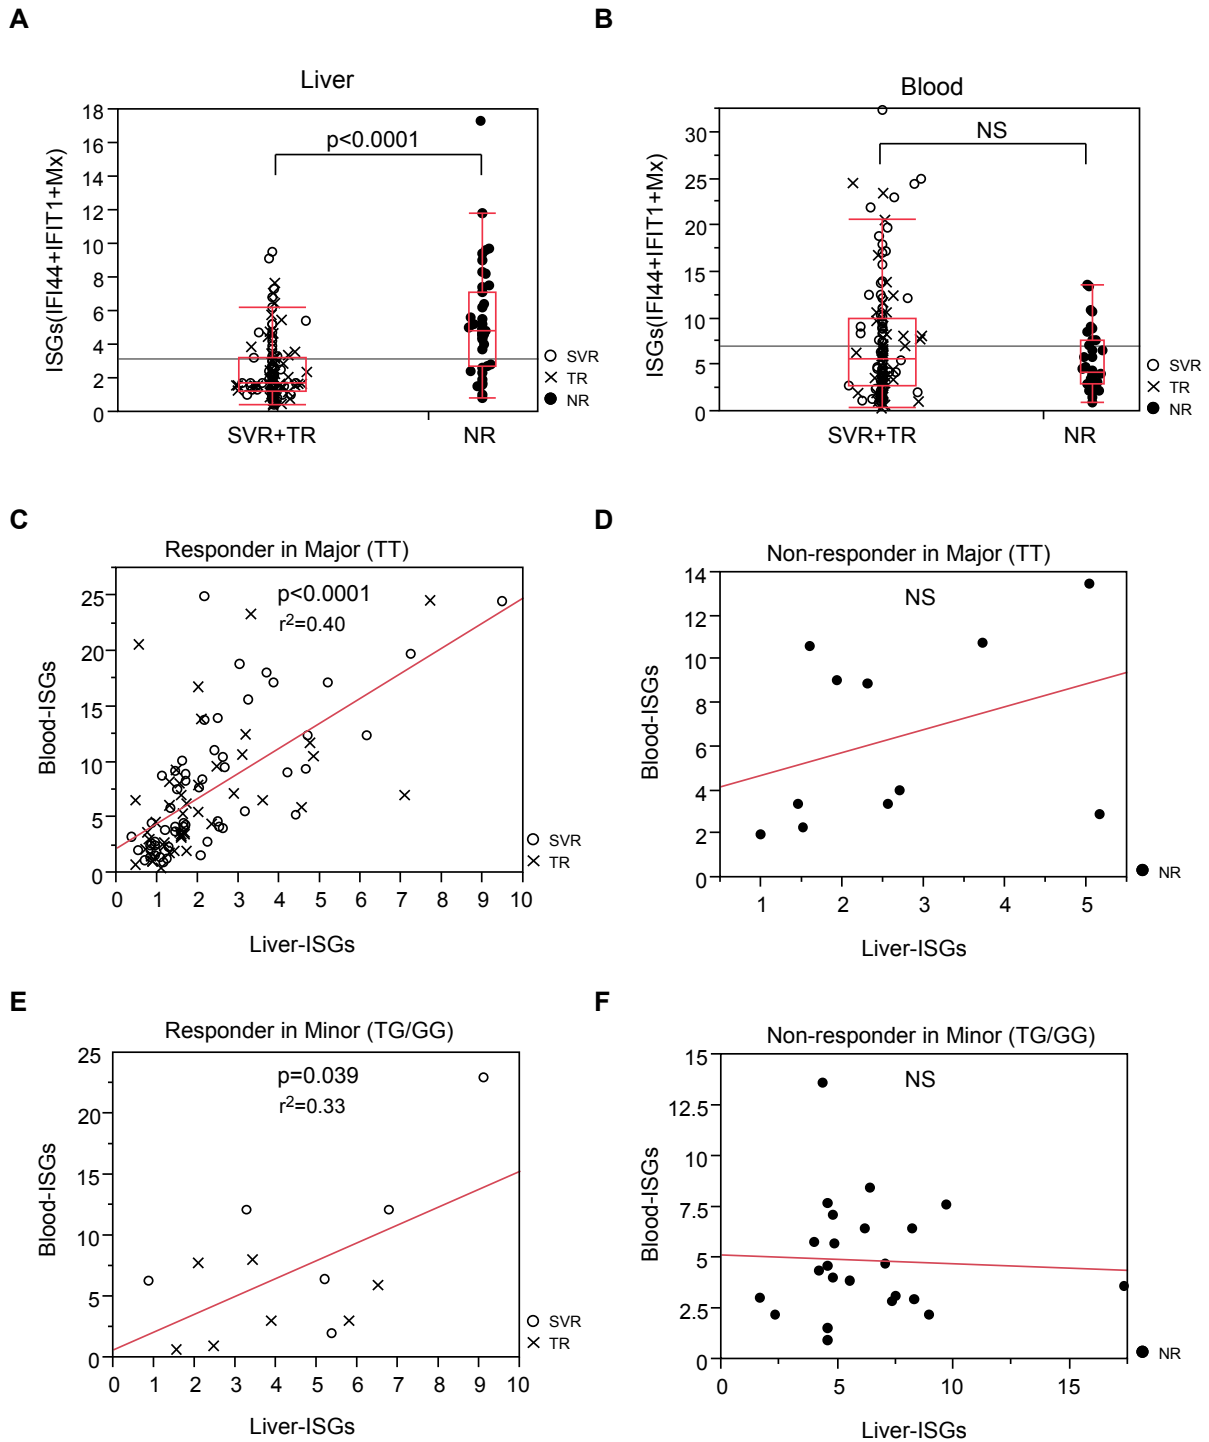 A
B
Liver
Blood
ISGs(IFI44+IFIT1+Mx)
18
16
14
12
10
8
6
4
2
0
p<0.0001
SVR
TR
NR
SVR+TR
NR
ISGs(IFI44+IFIT1+Mx)
30
25
20
15
10
5
0
NS
SVR
TR
NR
SVR+TR
NR
C
D
Responder in Major (TT)
p<0.0001
r²=0.40
Blood-ISGs
25
20
15
10
5
0
0 1 2 3 4 5 6 7 8 9 10
Liver-ISGs
SVR
TR
Non-responder in Major (TT)
NS
Blood-ISGs
14
12
10
8
6
4
2
0
1 2 3 4 5
Liver-ISGs
NR
E
F
Responder in Minor (TG/GG)
p=0.039
r²=0.33
Blood-ISGs
25
20
15
10
5
0
0 1 2 3 4 5 6 7 8 9 10
Liver-ISGs
SVR
TR
Non-responder in Minor (TG/GG)
NS
Blood-ISGs
15
12.5
10
7.5
5
2.5
0
0 5 10 15
Liver-ISGs
NR